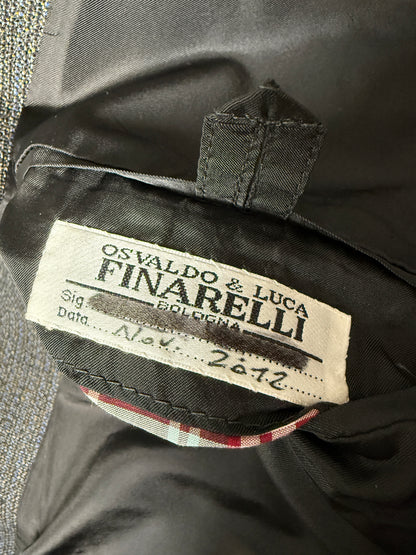 OSVALDO & LUCA
FINARELLI
BOLOGNA
Sig.
Data Nov. 2012